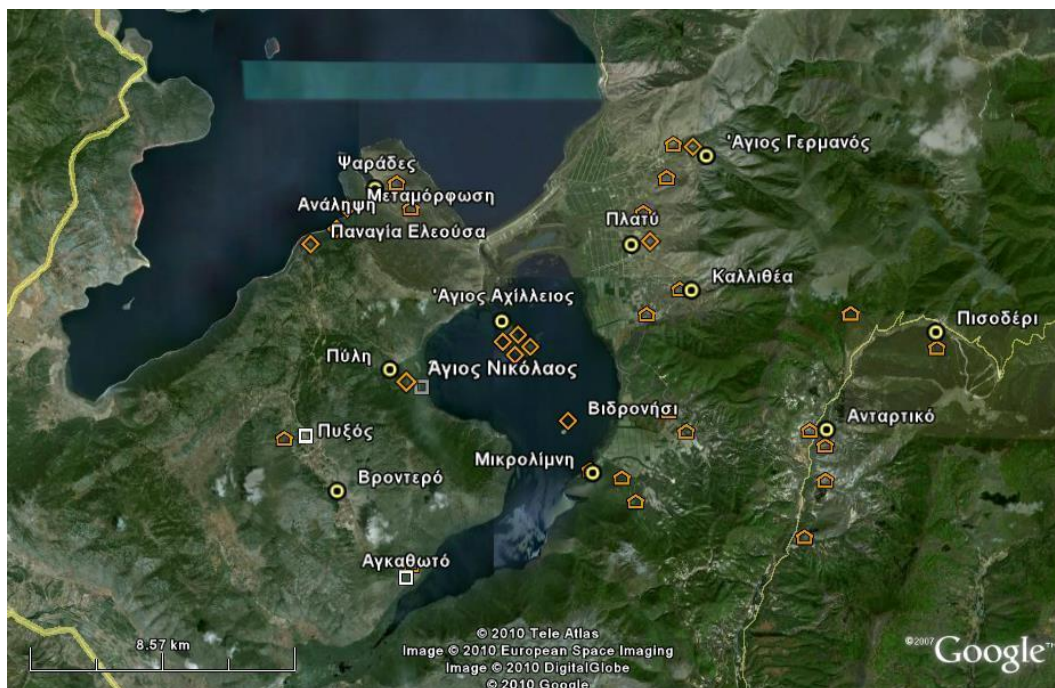 'Άγιος Γερμανός
Ψαράδες
Μεταμόρφωση
Ανάληψη
Παναγία Ελεούσα
Πλατύ
Καλλιθέα
'Άγιος Αχίλλειος
Πισοδέρι
Πύλη
Άγιος Νικόλαος
Βιδρονήσι
Ανταρτικό
Πυξός
Μικρολίμνη
Βροντερό
Αγκαθωτό
8.57 km
© 2010 Tele Atlas
Image © 2010 European Space Imaging
Image © 2010 DigitalGlobe
© 2010 Google
©2007 Google™